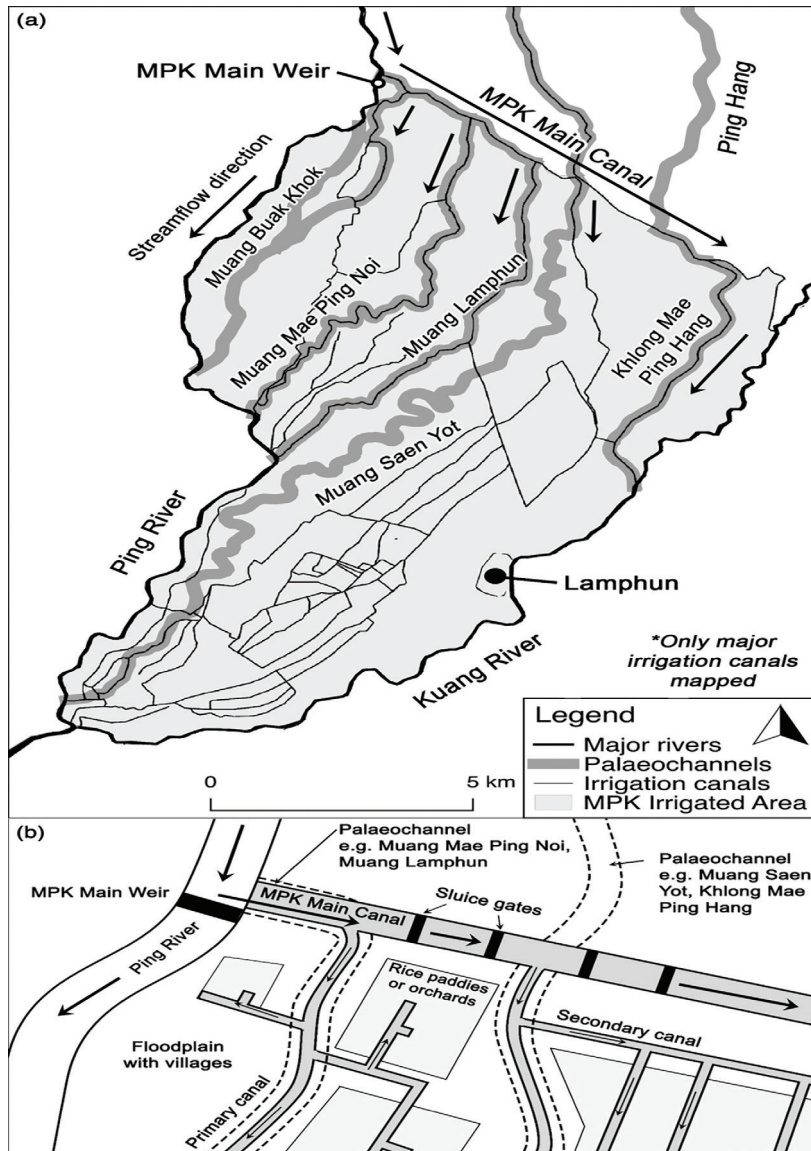 (a)
MPK Main Weir
MPK Main Canal
Ping Hang
Streamflow direction
Muang Buak Khok
Muang Mae Ping Noi
Muang Lamphun
Khlong Mae
Ping Hang
Muang Saen Yot
Ping River
Lamphun
Kuang River
*Only major
irrigation canals
mapped
Legend
Major rivers
Palaeochannels
Irrigation canals
MPK Irrigated Area
0 5 km
(b)
Palaeochannel
e.g. Muang Mae Ping Noi,
Muang Lamphun
Palaeochannel
e.g. Muang Saen
Yot, Khlong Mae
Ping Hang
MPK Main Weir
MPK Main Canal
Sluice gates
Ping River
Rice paddies
or orchards
Secondary canal
Floodplain
with villages
Primary canal